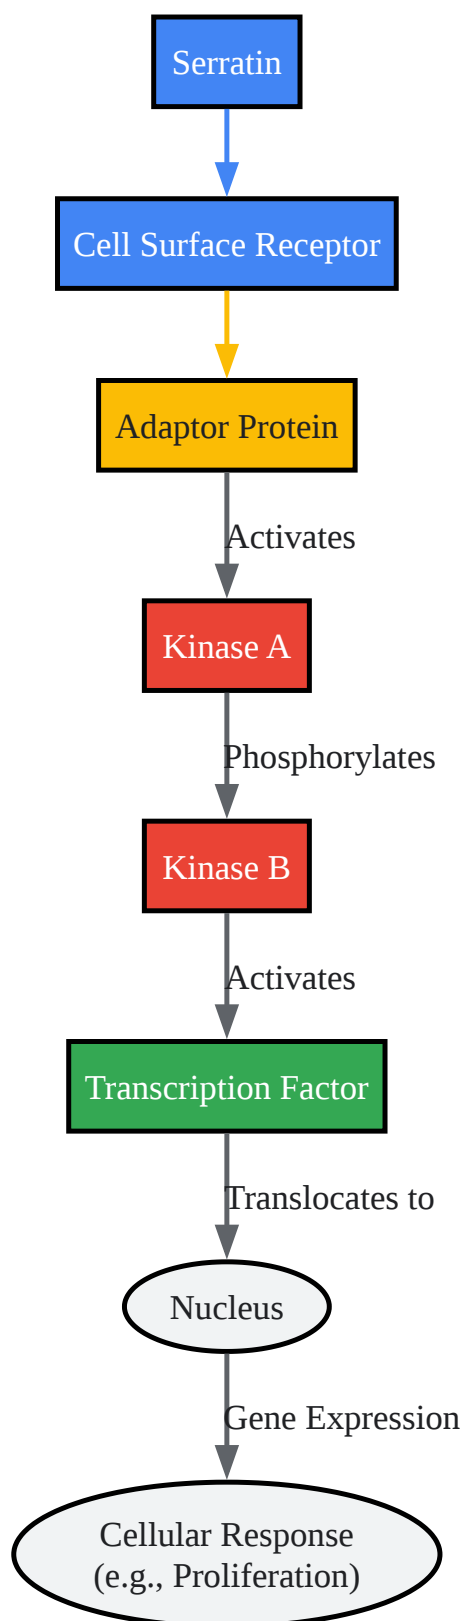 Serratin
Cell Surface Receptor
Adaptor Protein
Activates
Kinase A
Phosphorylates
Kinase B
Activates
Transcription Factor
Translocates to
Nucleus
Gene Expression
Cellular Response
(e.g., Proliferation)